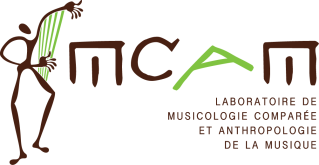 MCAM
LABORATOIRE DE
MUSICOLOGIE COMPARÉE
ET ANTHROPOLOGIE
DE LA MUSIQUE